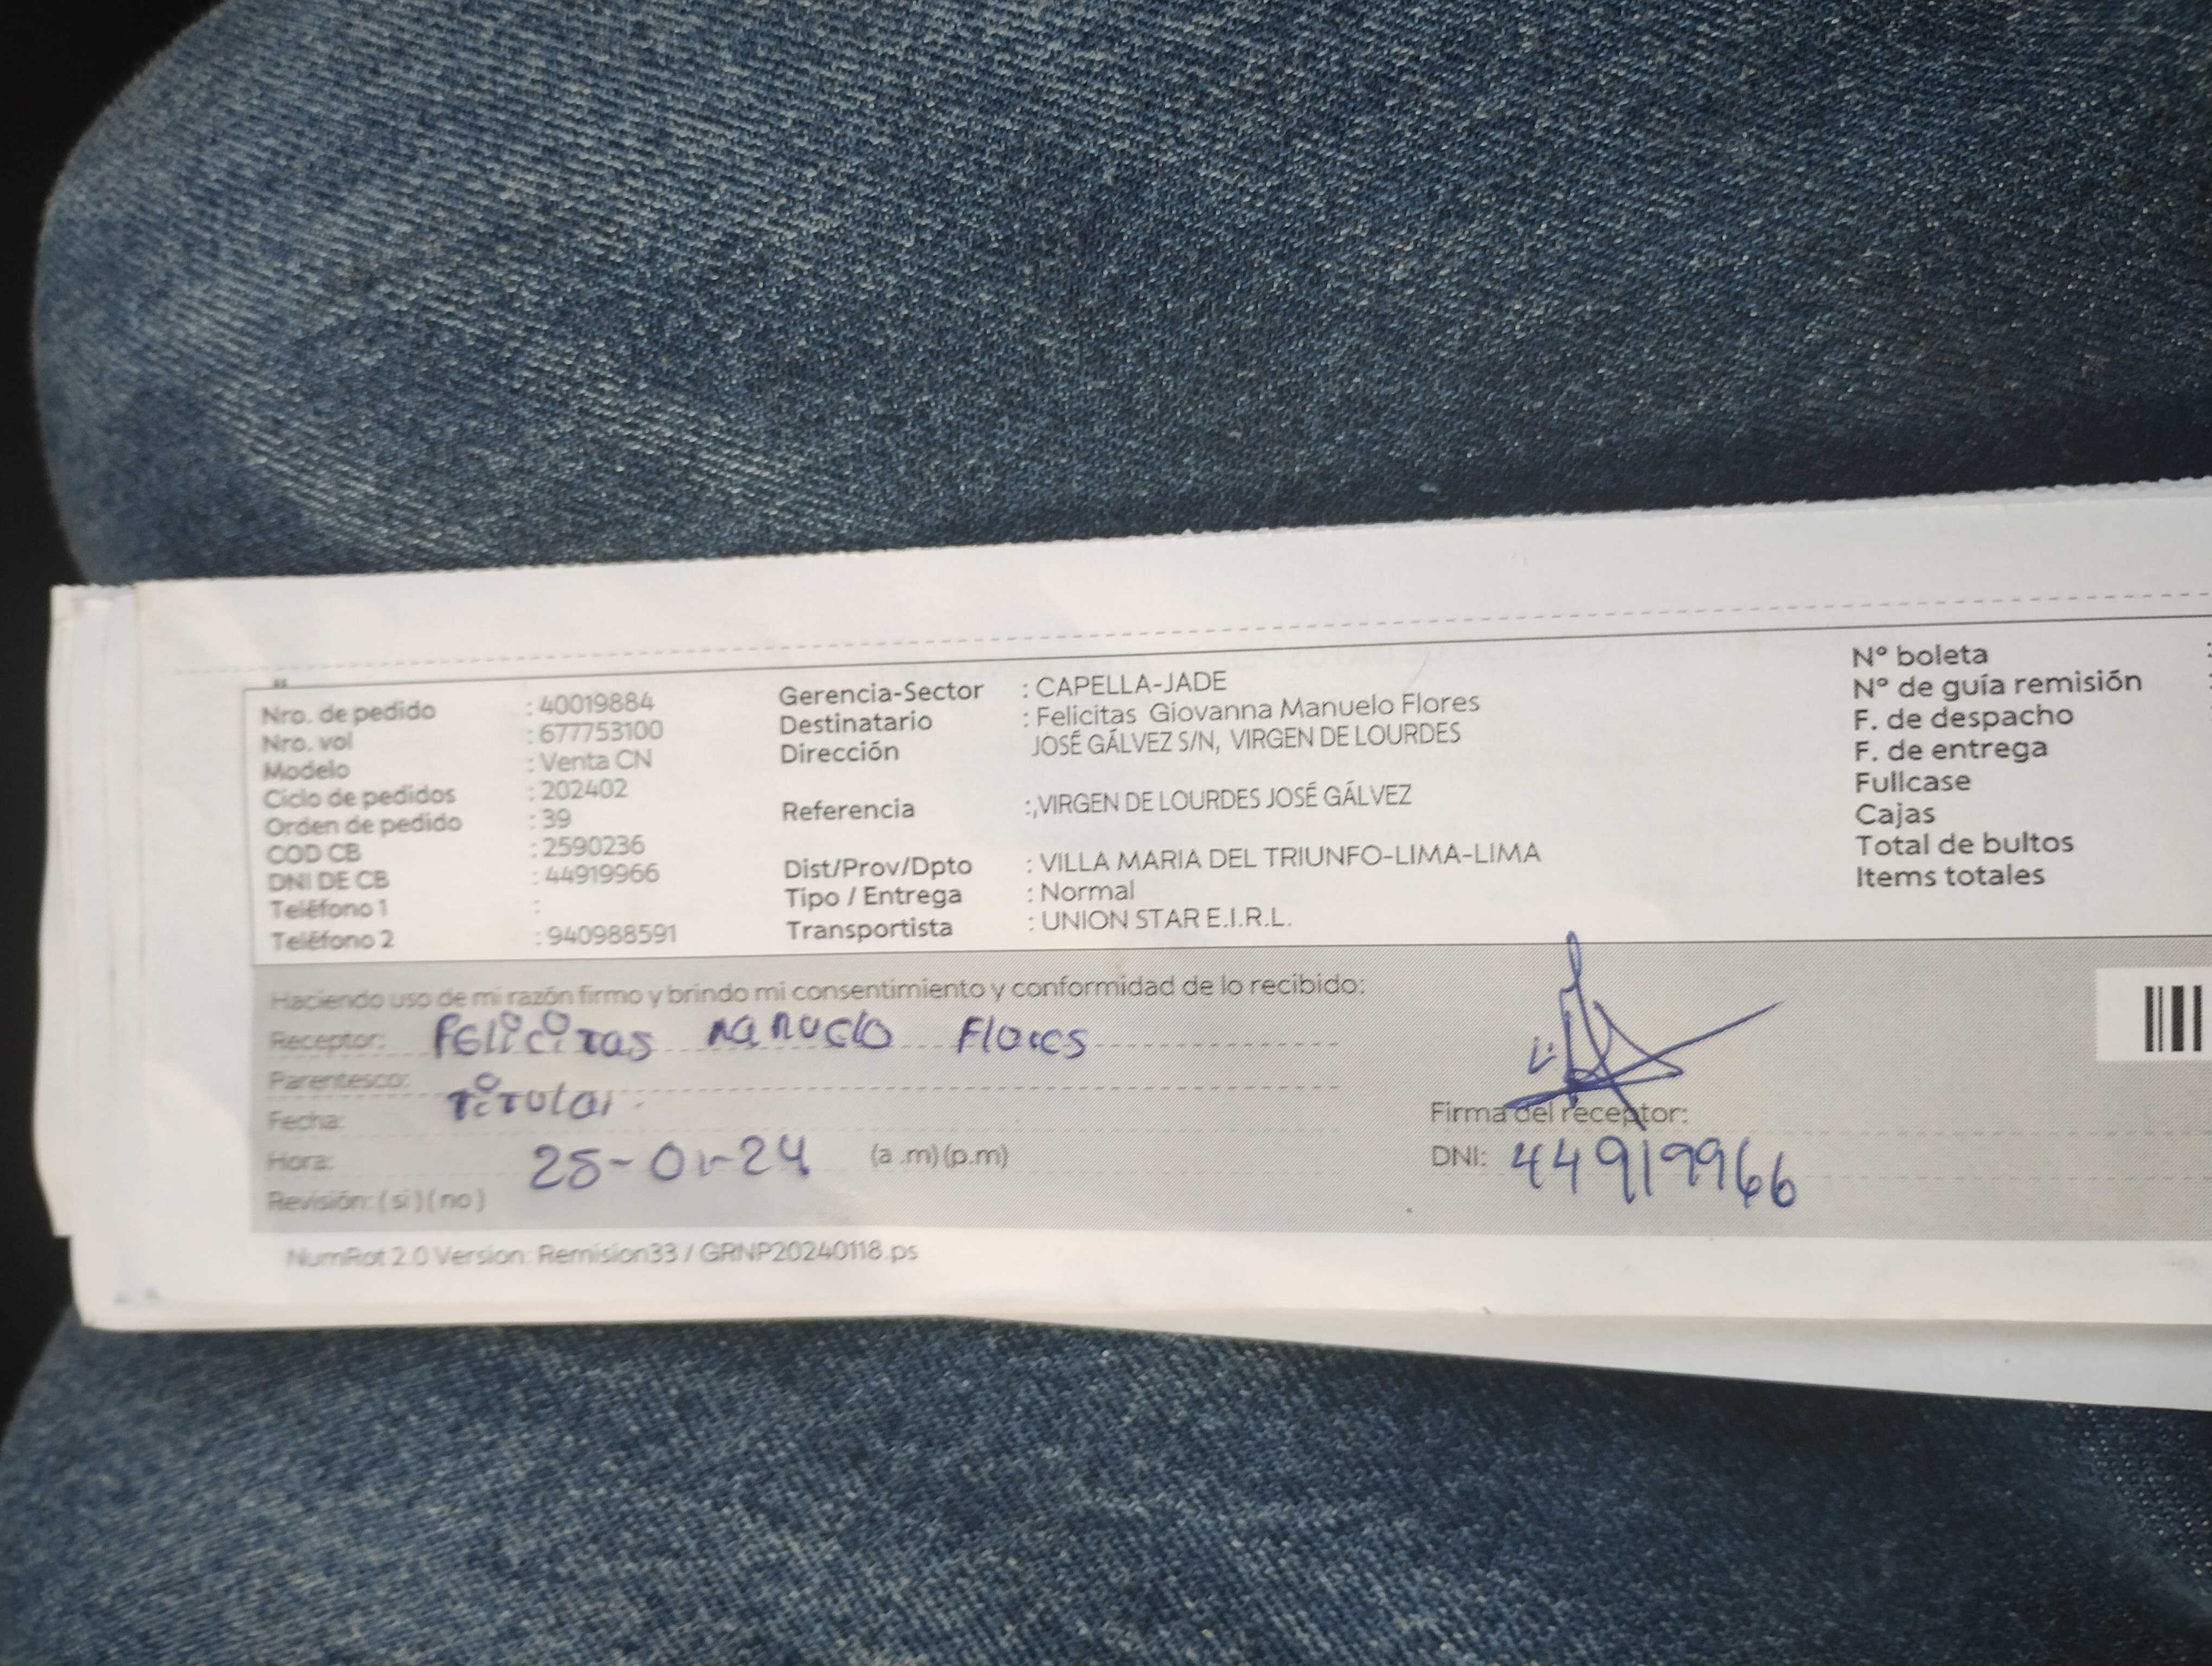 Nro. de pedido : 40019884
Nro. vol : 677753100
Modelo : Venta CN
Ciclo de pedidos : 202402
Orden de pedido : 39
COD CB : 2590236
DNI DE CB : 44919966
Teléfono 1 :
Teléfono 2 : 940988591
Gerencia-Sector : CAPELLA-JADE
Destinatario : Felicitas Giovanna Manuelo Flores
Dirección JOSÉ GÁLVEZ S/N, VIRGEN DE LOURDES
Referencia :,VIRGEN DE LOURDES JOSÉ GÁLVEZ
Dist/Prov/Dpto : VILLA MARIA DEL TRIUNFO-LIMA-LIMA
Tipo / Entrega : Normal
Transportista : UNION STAR E.I.R.L.
Nº boleta :
Nº de guía remisión :
F. de despacho
F. de entrega
Fullcase
Cajas
Total de bultos
Items totales
Haciendo uso de mi razón firmo y brindo mi consentimiento y conformidad de lo recibido:
Receptor: Felicitas Manuelo Flores
Parentesco: Titular.
Fecha:
Hora: 25-01-24 (a .m) (p.m)
Revisión: ( si ) ( no )
Firma del receptor:
DNI: 44919966
NumRot 2.0 Version: Remision33 / GRNP20240118.ps